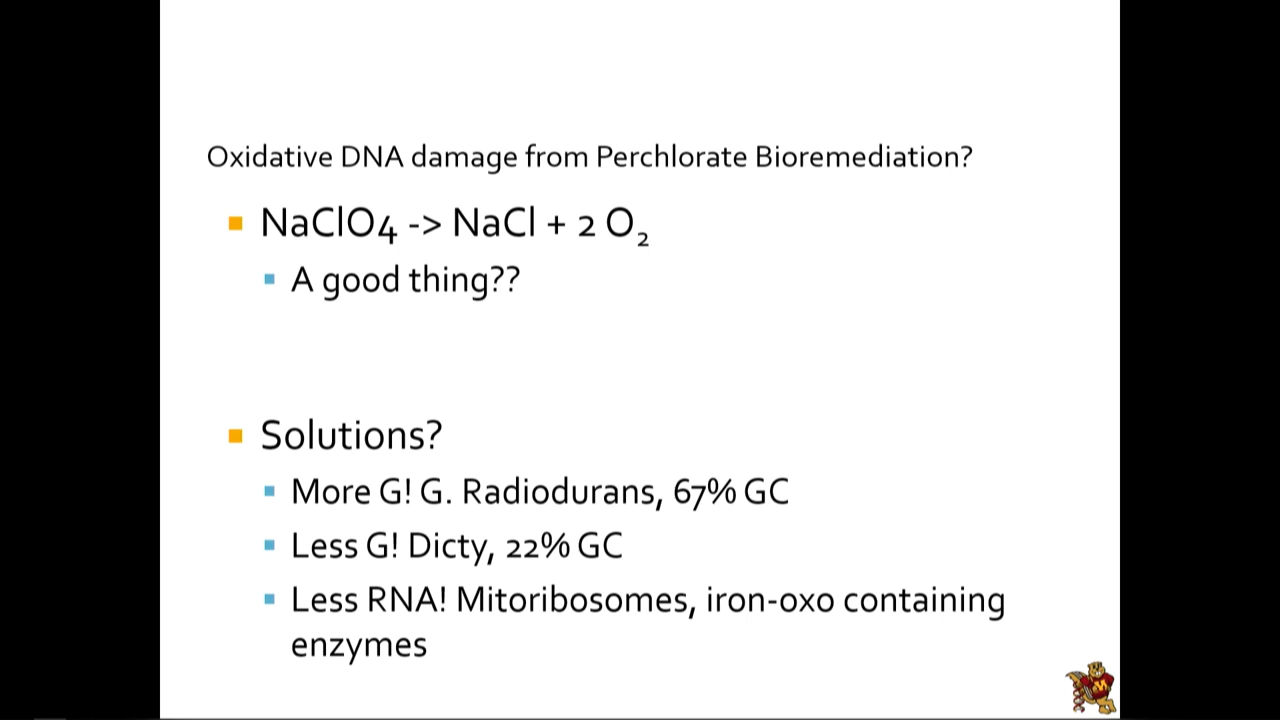 Oxidative DNA damage from Perchlorate Bioremediation?
NaClO4 -> NaCl + 2 O₂
A good thing??
Solutions?
More G! G. Radiodurans, 67% GC
Less G! Dicty, 22% GC
Less RNA! Mitoribosomes, iron-oxo containing
enzymes
M